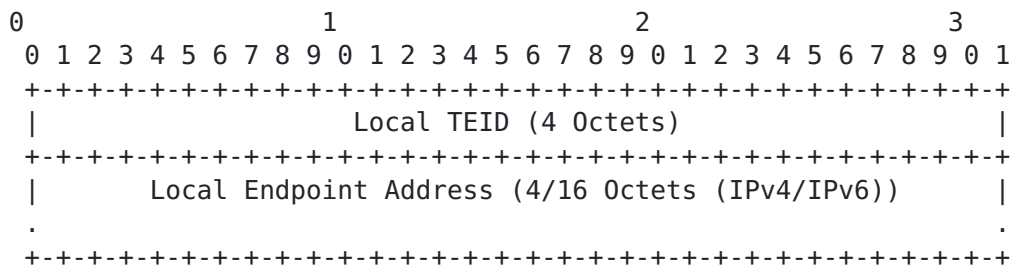 0                   1                   2                   3
 0 1 2 3 4 5 6 7 8 9 0 1 2 3 4 5 6 7 8 9 0 1 2 3 4 5 6 7 8 9 0 1
 +-+-+-+-+-+-+-+-+-+-+-+-+-+-+-+-+-+-+-+-+-+-+-+-+-+-+-+-+-+-+-+
 |                    Local TEID (4 Octets)                    |
 +-+-+-+-+-+-+-+-+-+-+-+-+-+-+-+-+-+-+-+-+-+-+-+-+-+-+-+-+-+-+-+
 |       Local Endpoint Address (4/16 Octets (IPv4/IPv6))      |
 .                                                             .
 +-+-+-+-+-+-+-+-+-+-+-+-+-+-+-+-+-+-+-+-+-+-+-+-+-+-+-+-+-+-+-+